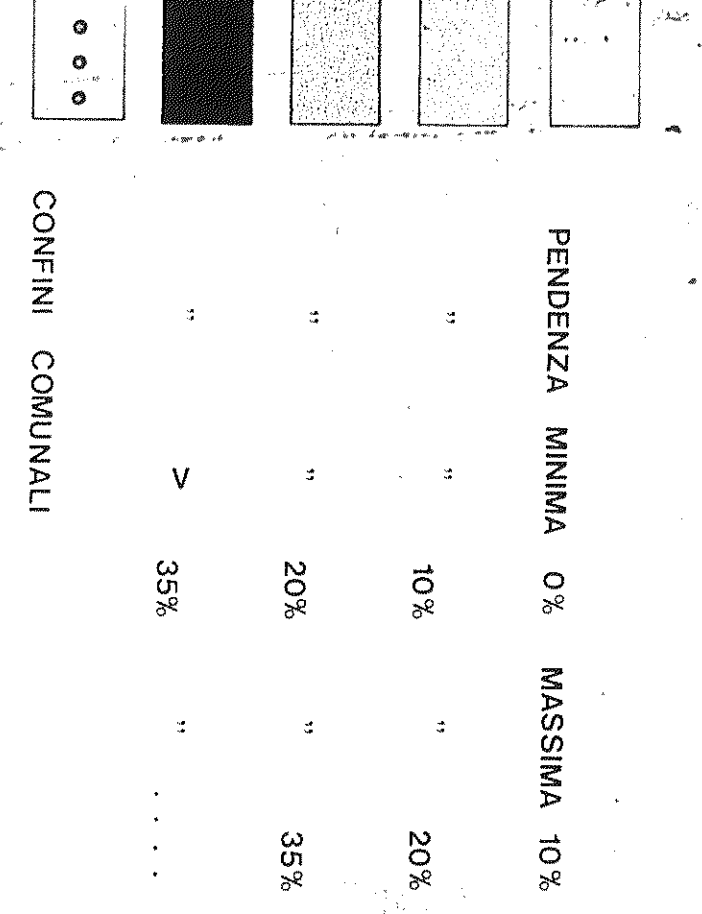 PENDENZA MINIMA 0% MASSIMA 10%
" " 10% " 20%
" " 20% " 35%
" > 35% " ....
CONFINI COMUNALI